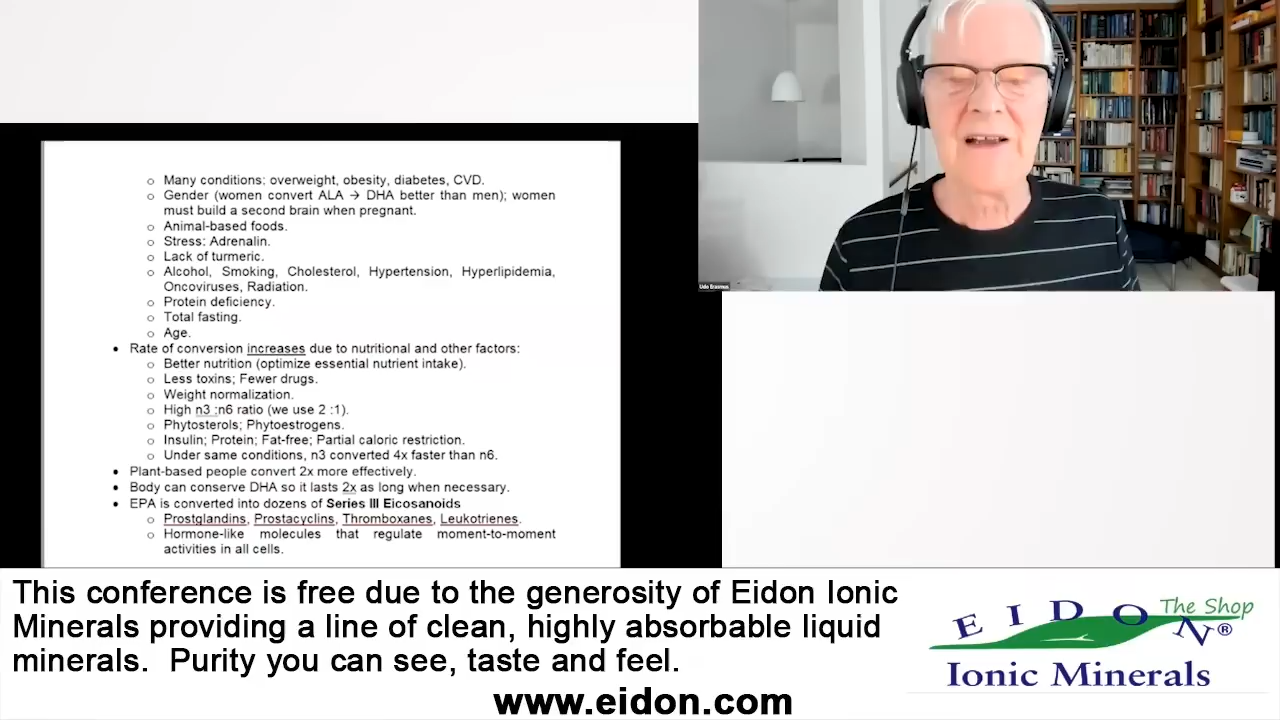 o Many conditions: overweight, obesity, diabetes, CVD.
o Gender (women convert ALA → DHA better than men); women
must build a second brain when pregnant.
o Animal-based foods.
o Stress: Adrenalin.
o Lack of turmeric.
o Alcohol, Smoking, Cholesterol, Hypertension, Hyperlipidemia,
Oncoviruses, Radiation.
o Protein deficiency.
o Total fasting.
o Age.
• Rate of conversion increases due to nutritional and other factors:
o Better nutrition (optimize essential nutrient intake).
o Less toxins; Fewer drugs.
o Weight normalization.
o High n3 :n6 ratio (we use 2 :1).
o Phytosterols; Phytoestrogens.
o Insulin; Protein; Fat-free; Partial caloric restriction.
o Under same conditions, n3 converted 4x faster than n6.
• Plant-based people convert 2x more effectively.
• Body can conserve DHA so it lasts 2x as long when necessary.
• EPA is converted into dozens of Series III Eicosanoids
o Prostglandins, Prostacyclins, Thromboxanes, Leukotrienes.
o Hormone-like molecules that regulate moment-to-moment
activities in all cells.
Udo Erasmus
This conference is free due to the generosity of Eidon Ionic
Minerals providing a line of clean, highly absorbable liquid
minerals. Purity you can see, taste and feel.
www.eidon.com
EIDON® The Shop
Ionic Minerals